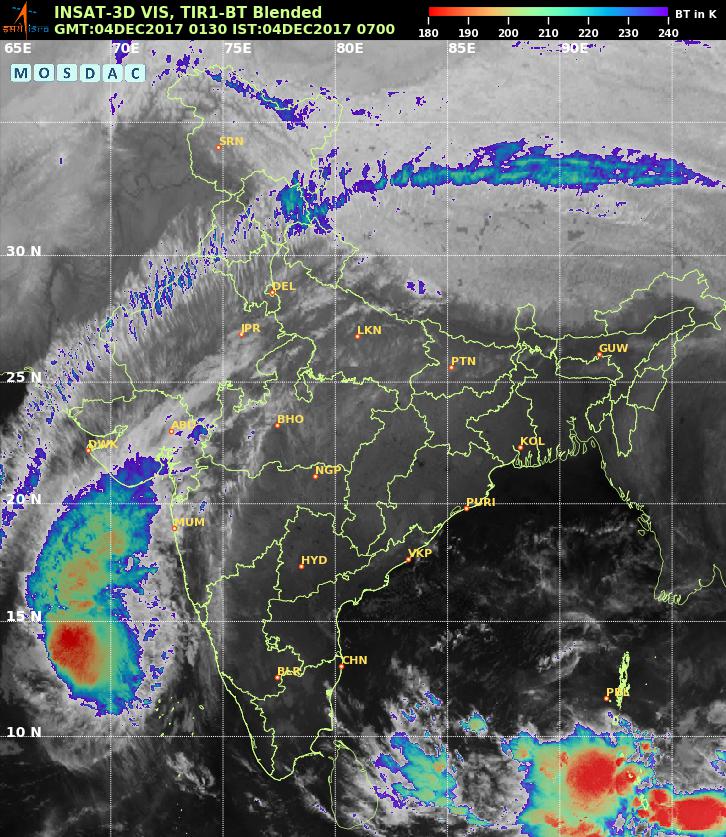 INSAT-3D VIS, TIR1-BT Blended
GMT:04DEC2017 0130 IST:04DEC2017 0700
BT in K
180 190 200 210 220 230 240
65E 70E 75E 80E 85E 90E
MOSDAC
SRN
30 N
DEL
JPR
LKN
GUW
PTN
25 N
ABD
BHO
DWK
KOL
NGP
20 N
PURI
MUM
VKP
HYD
15 N
CHN
BLR
PBL
10 N